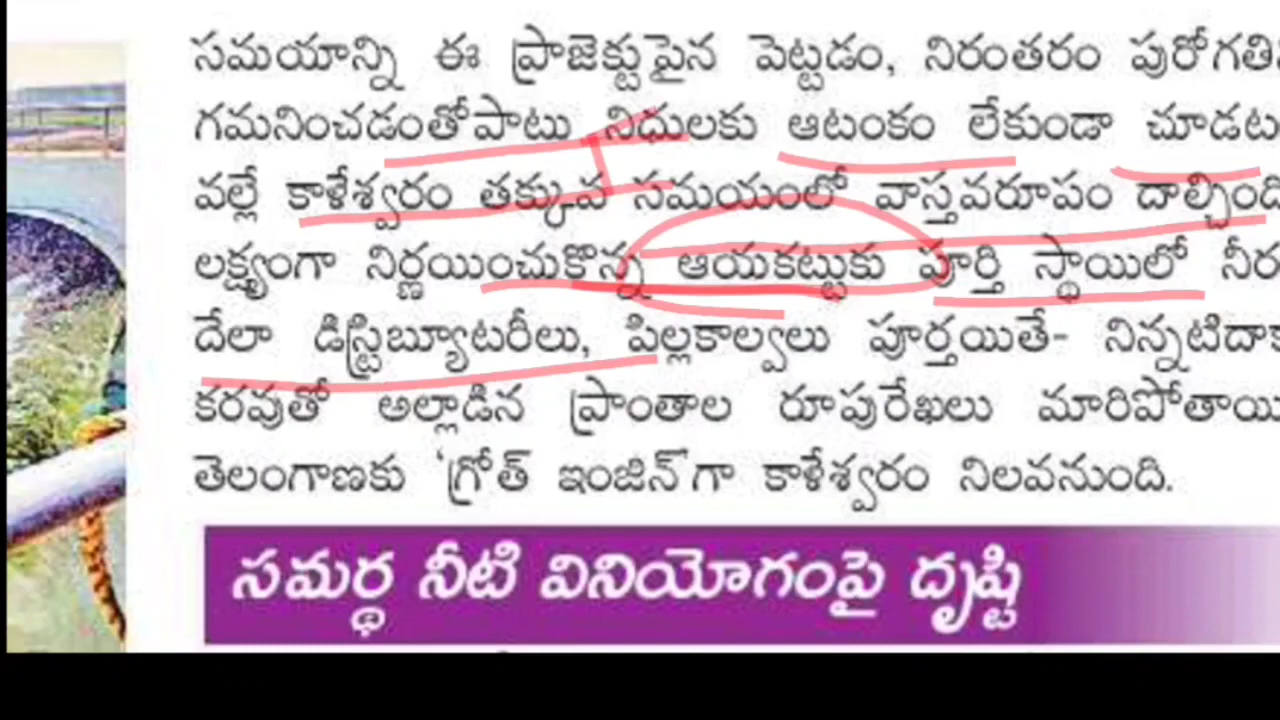 సమయాన్ని ఈ ప్రాజెక్టుపైన పెట్టడం, నిరంతరం పురోగతిని
గమనించడంతోపాటు నిధులకు ఆటంకం లేకుండా చూడట
వల్లే కాళేశ్వరం తక్కువ సమయంలో వాస్తవరూపం దాల్చింది
లక్ష్యంగా నిర్ణయించుకొన్న ఆయకట్టుకు పూర్తి స్థాయిలో నీర
దేలా డిస్ట్రిబ్యూటరీలు, పిల్లకాల్వలు పూర్తయితే- నిన్నటిదాక
కరవుతో అల్లాడిన ప్రాంతాల రూపురేఖలు మారిపోతాయి
తెలంగాణకు 'గ్రోత్ ఇంజిన్'గా కాళేశ్వరం నిలవనుంది.
సమర్థ నీటి వినియోగంపై దృష్టి